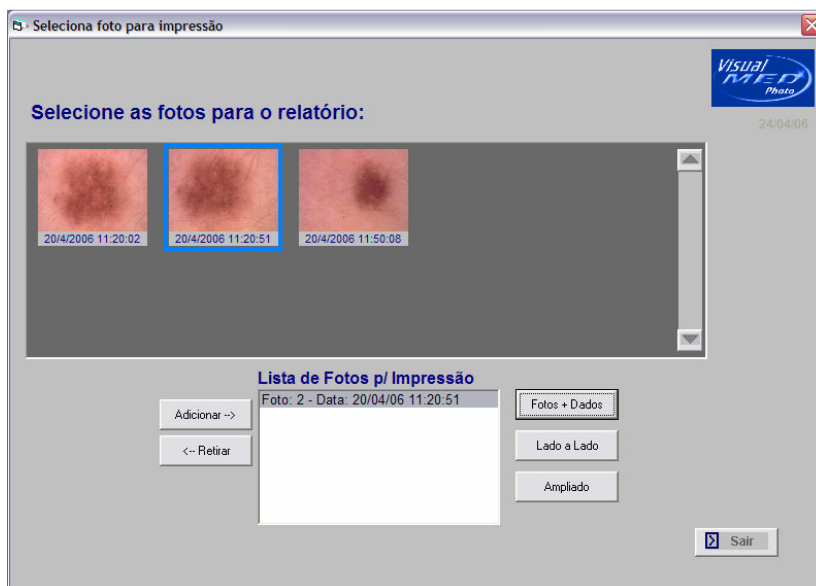 Seleciona foto para impressão
Visual
MED
Photo
Selecione as fotos para o relatório:
24/04/06
20/4/2006 11:20:02 20/4/2006 11:20:51 20/4/2006 11:50:08
Lista de Fotos p/ Impressão
Foto: 2 - Data: 20/04/06 11:20:51
Adicionar -->
<-- Retirar
Fotos + Dados
Lado a Lado
Ampliado
Sair